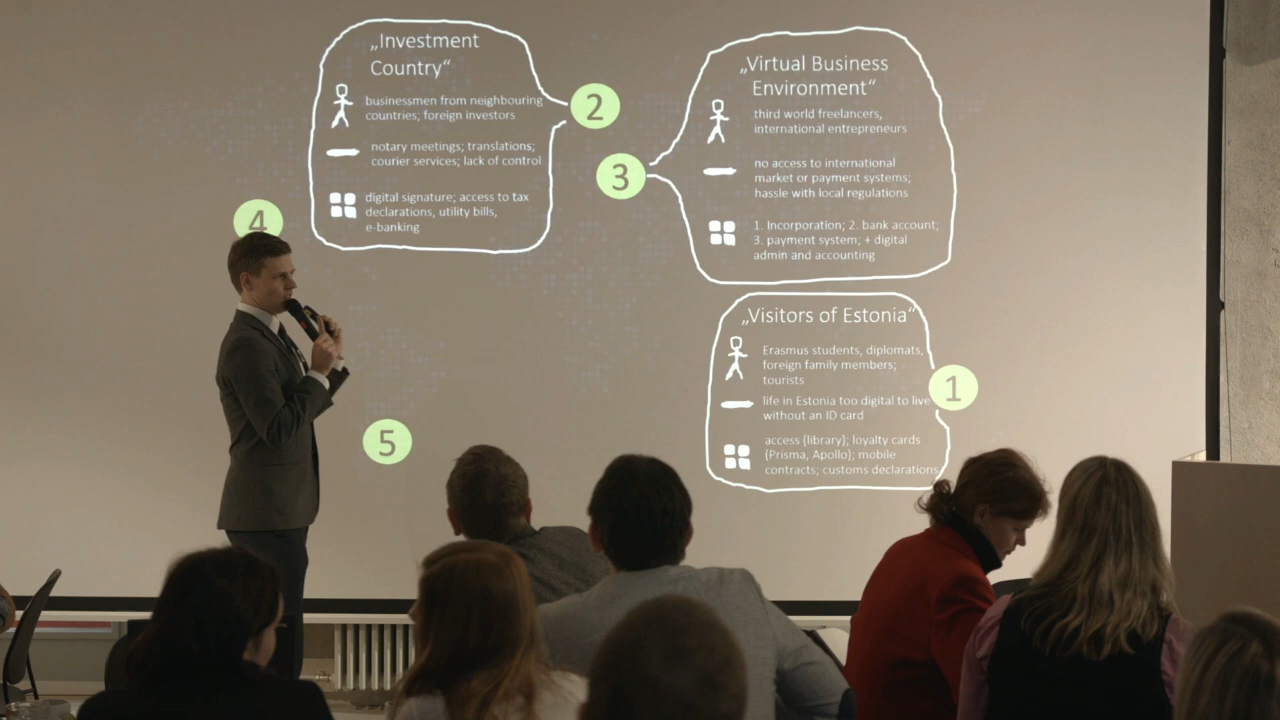 „Investment
Country“
businessmen from neighbouring
countries; foreign investors
notary meetings; translations;
courier services; lack of control
digital signature; access to tax
declarations, utility bills,
e-banking
2
„Virtual Business
Environment“
third world freelancers,
international entrepreneurs
no access to international
market or payment systems;
hassle with local regulations
1. Incorporation; 2. bank account;
3. payment system; + digital
admin and accounting
3
4
„Visitors of Estonia“
Erasmus students, diplomats,
foreign family members;
tourists
life in Estonia too digital to live
without an ID card
access (library); loyalty cards
(Prisma, Apollo); mobile
contracts; customs declarations
1
5